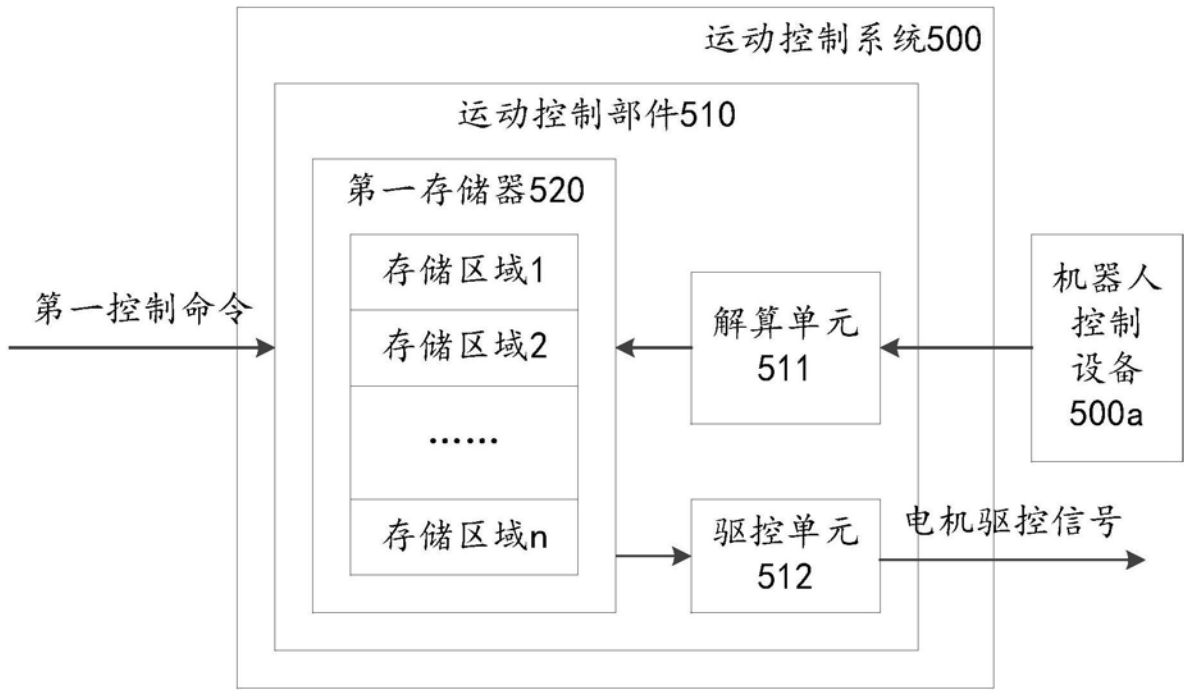 运动控制系统500
运动控制部件510
第一存储器520
存储区域1
存储区域2
……
存储区域n
第一控制命令
解算单元
511
驱控单元
512
机器人
控制
设备
500a
电机驱控信号